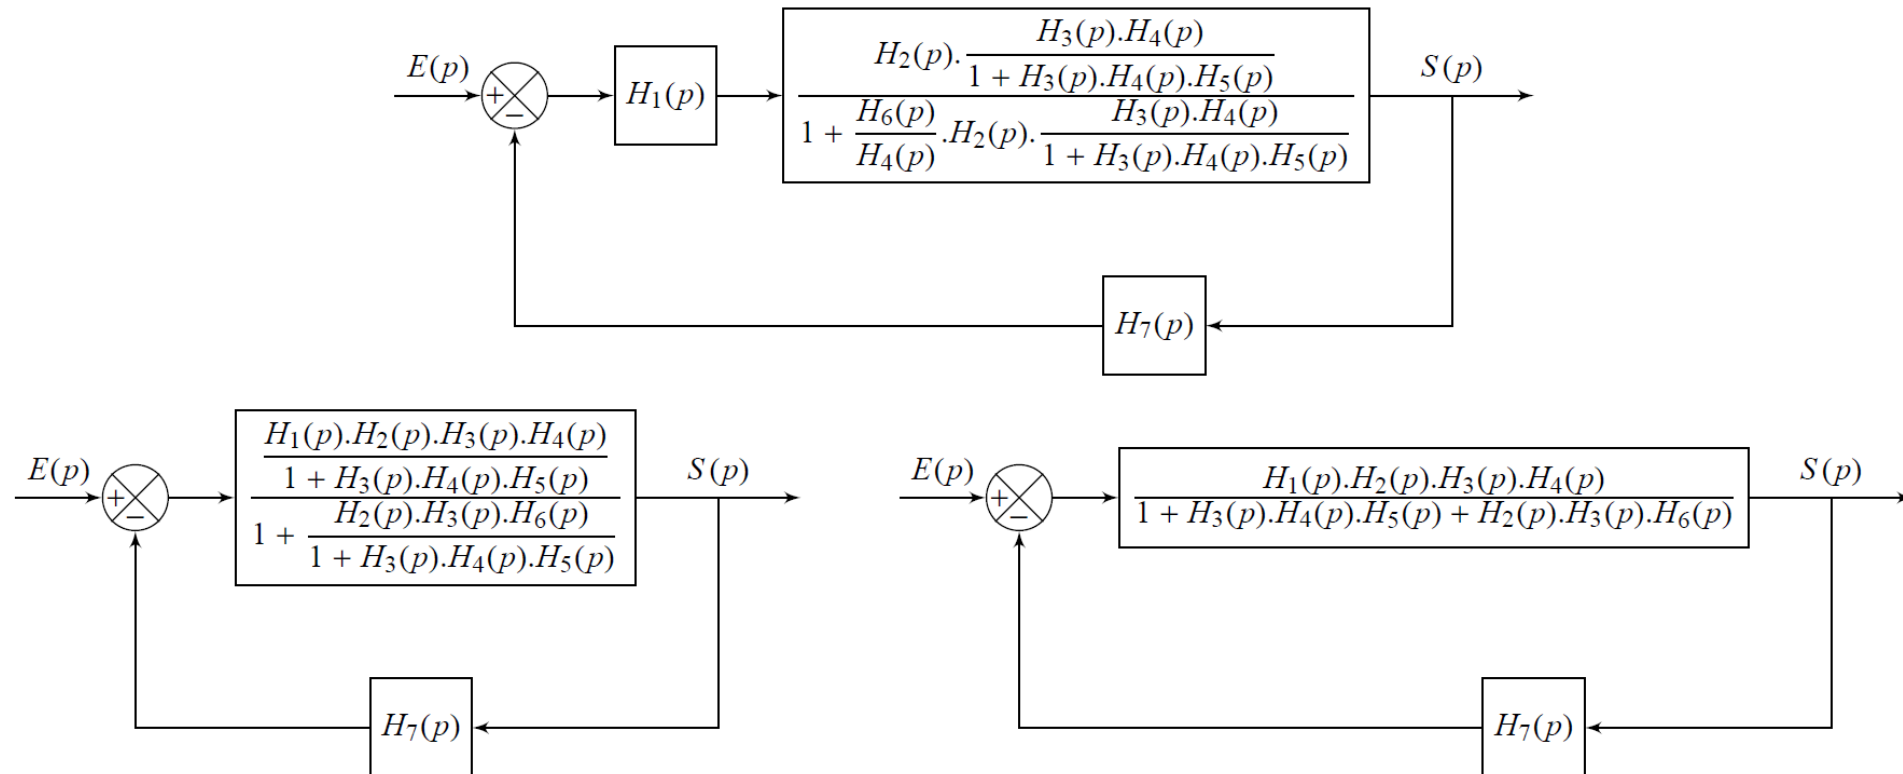 E(p)
+
−
H₁(p)
H₂(p).
H₃(p).H₄(p)
1 + H₃(p).H₄(p).H₅(p)
1 +
H₆(p)
H₄(p)
.H₂(p).
H₃(p).H₄(p)
1 + H₃(p).H₄(p).H₅(p)
S(p)
H₇(p)
E(p)
+
−
H₁(p).H₂(p).H₃(p).H₄(p)
1 + H₃(p).H₄(p).H₅(p)
1 +
H₂(p).H₃(p).H₆(p)
1 + H₃(p).H₄(p).H₅(p)
S(p)
H₇(p)
E(p)
+
−
H₁(p).H₂(p).H₃(p).H₄(p)
1 + H₃(p).H₄(p).H₅(p) + H₂(p).H₃(p).H₆(p)
S(p)
H₇(p)